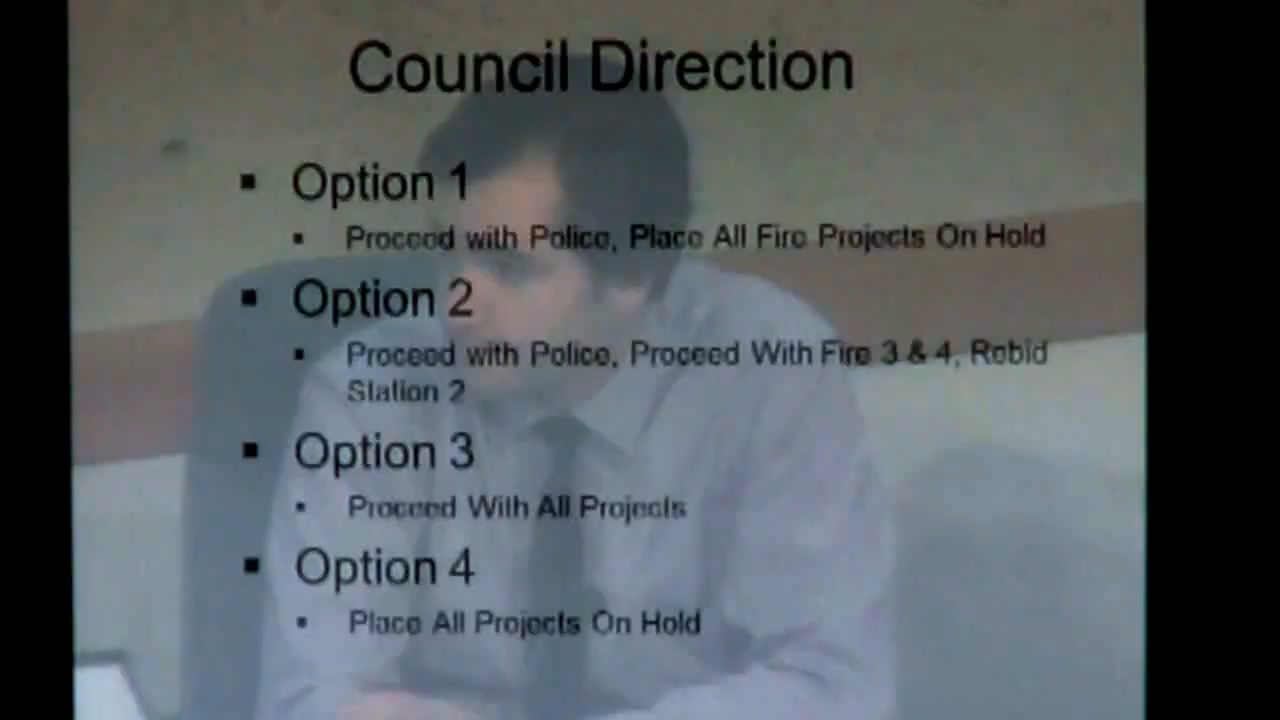 Council Direction
Option 1
Proceed with Police, Place All Fire Projects On Hold
Option 2
Proceed with Police, Proceed With Fire 3 & 4, Rebid
Station 2
Option 3
Proceed With All Projects
Option 4
Place All Projects On Hold